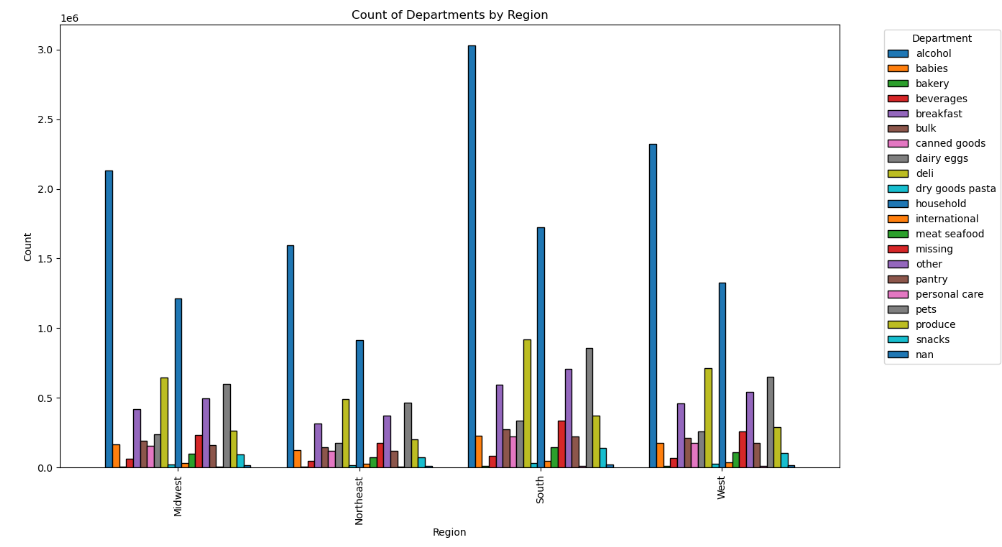 Count of Departments by Region
1e6
3.0
2.5
2.0
1.5
1.0
0.5
0.0
Count
Midwest
Northeast
South
West
Region
Department
alcohol
babies
bakery
beverages
breakfast
bulk
canned goods
dairy eggs
deli
dry goods pasta
household
international
meat seafood
missing
other
pantry
personal care
pets
produce
snacks
nan